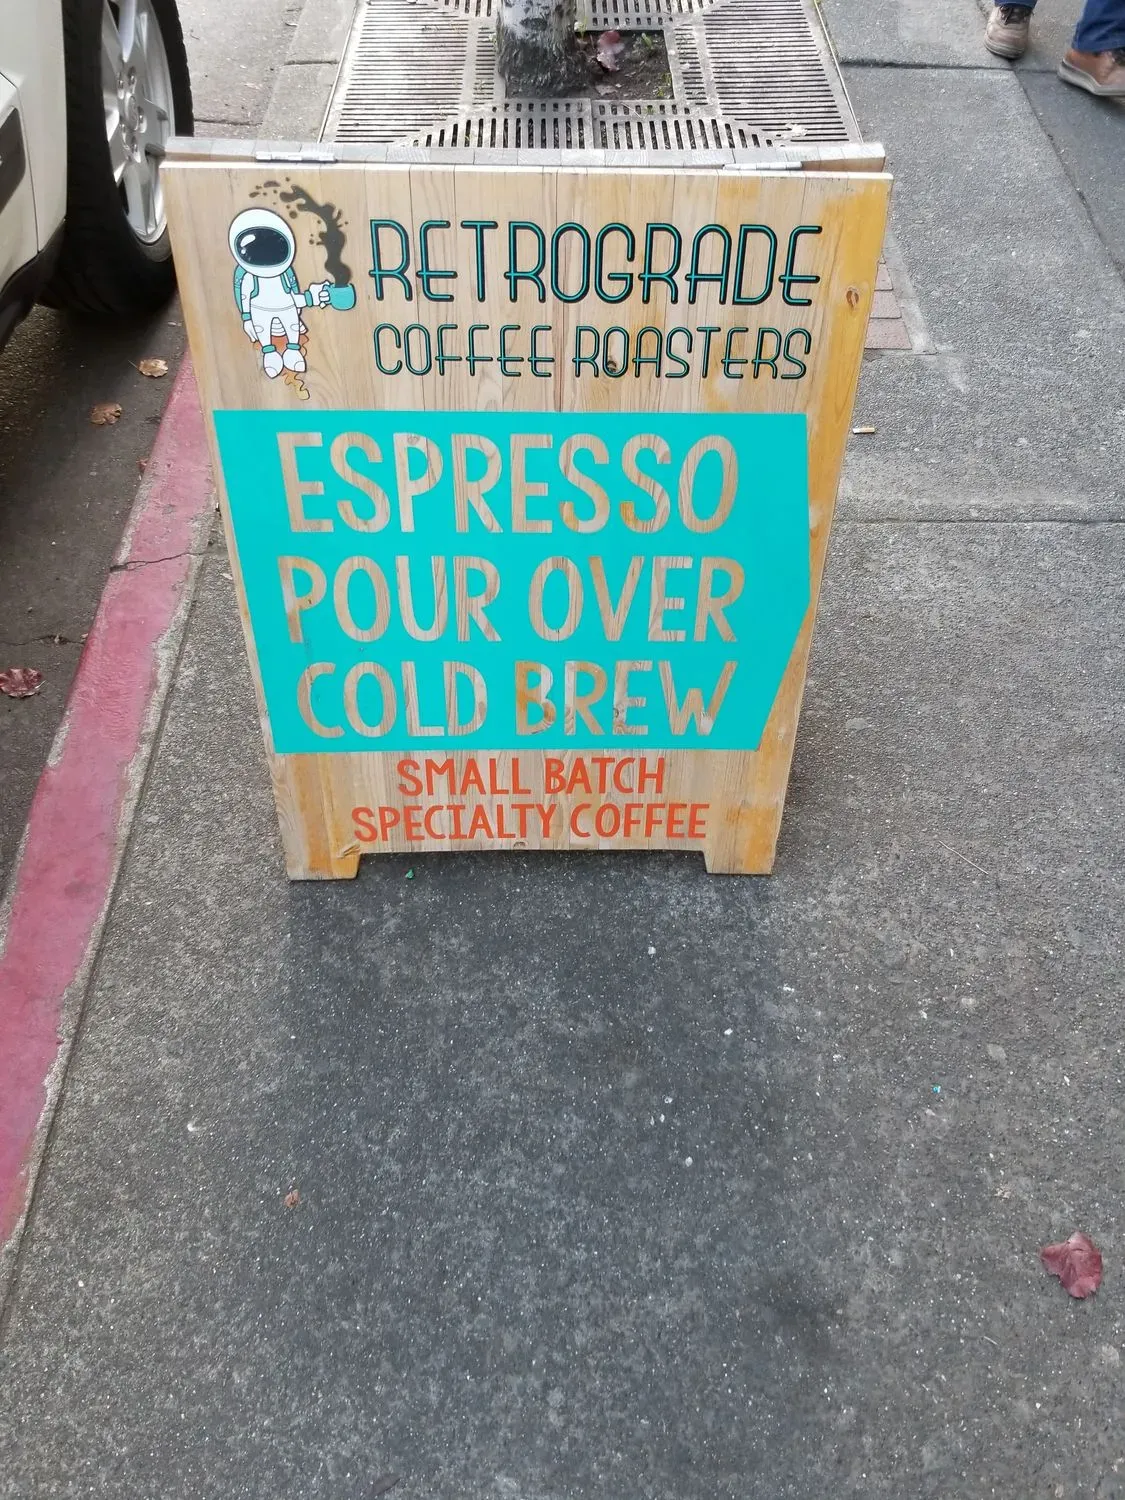 RETROGRADE
COFFEE ROASTERS
ESPRESSO
POUR OVER
COLD BREW
SMALL BATCH
SPECIALTY COFFEE